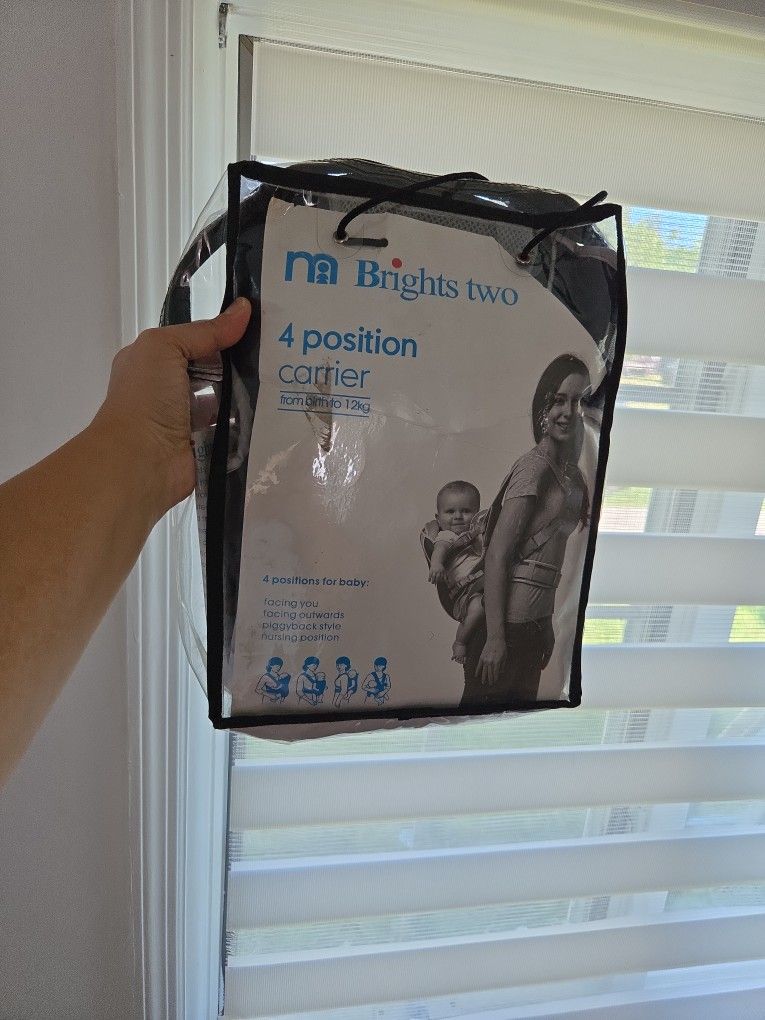 m Brights two
4 position
carrier
from birth to 12kg
4 positions for baby:
facing you
facing outwards
piggyback style
nursing position